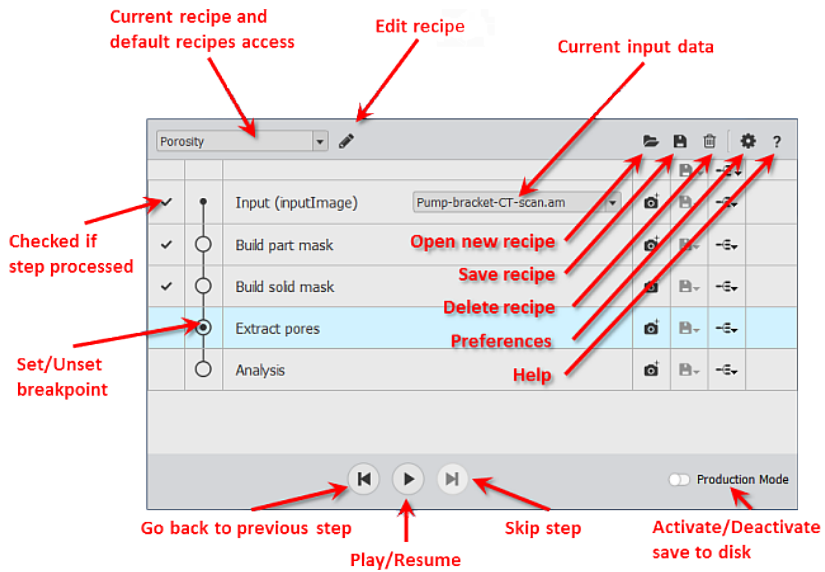 Current recipe and
default recipes access
Edit recipe
Current input data
Porosity
?
Input (inputImage)
Pump-bracket-CT-scan.am
Checked if
step processed
Build part mask
Open new recipe
Save recipe
Build solid mask
Delete recipe
Extract pores
Preferences
Set/Unset
breakpoint
Analysis
Help
Production Mode
Go back to previous step
Play/Resume
Skip step
Activate/Deactivate
save to disk